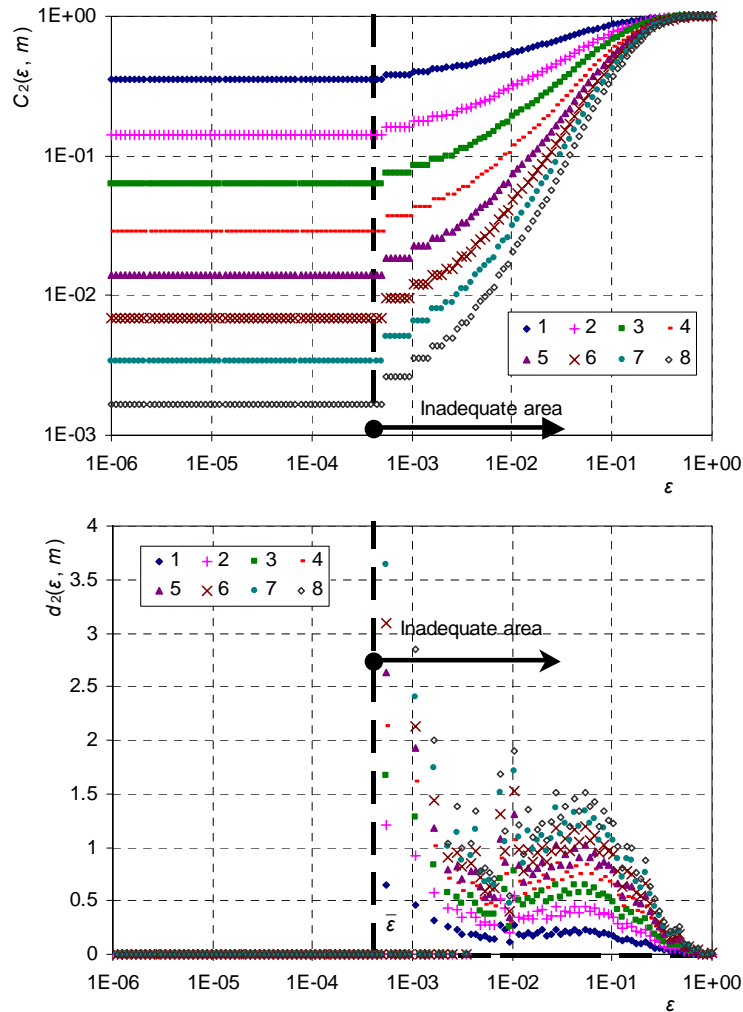 1E+00
1E-01
1E-02
1E-03
C₂(ε, m)
1 2 3 4
5 6 7 8
Inadequate area
1E-06 1E-05 1E-04 1E-03 1E-02 1E-01 1E+00
ε
4
3.5
3
2.5
2
1.5
1
0.5
0
d₂(ε, m)
1 2 3 4
5 6 7 8
Inadequate area
ε̅
1E-06 1E-05 1E-04 1E-03 1E-02 1E-01 1E+00
ε